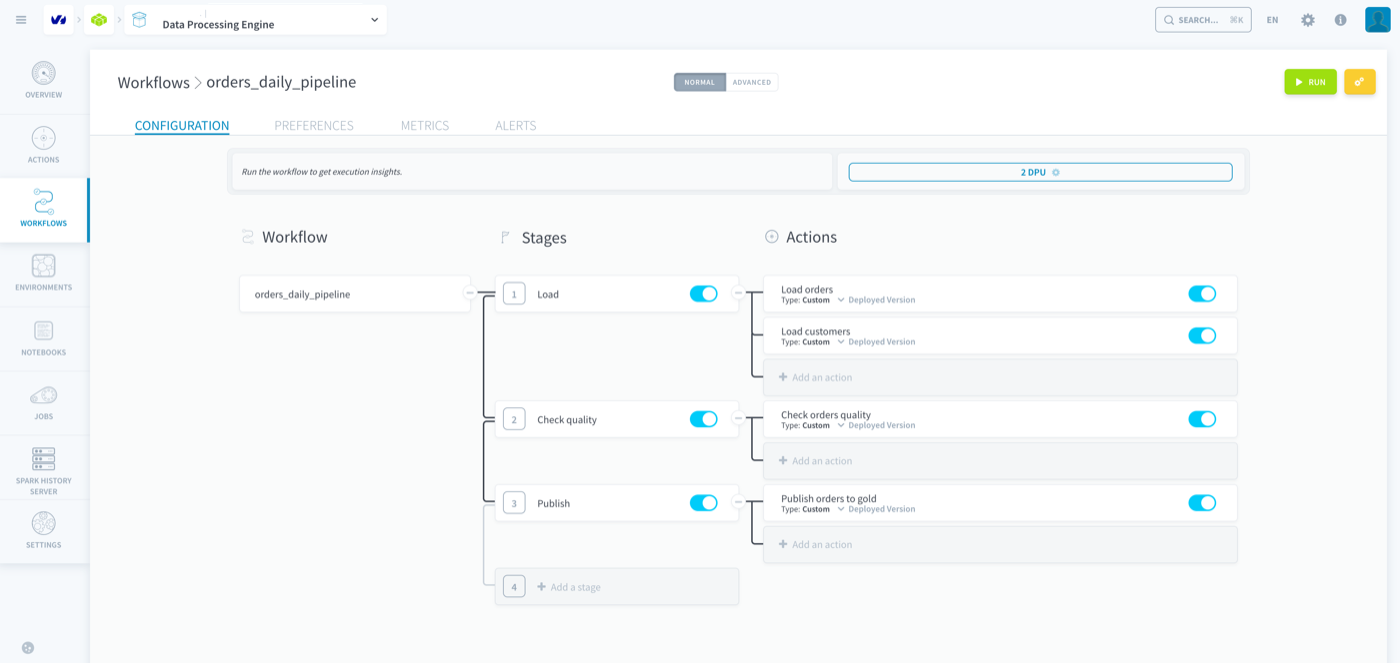 Data Processing Engine
SEARCH... ⌘K
EN
OVERVIEW
ACTIONS
WORKFLOWS
ENVIRONMENTS
NOTEBOOKS
JOBS
SPARK HISTORY
SERVER
SETTINGS
Workflows > orders_daily_pipeline
NORMAL ADVANCED
RUN
CONFIGURATION PREFERENCES METRICS ALERTS
Run the workflow to get execution insights.
2 DPU
Workflow Stages Actions
orders_daily_pipeline
1 Load
Load orders
Type: Custom Deployed Version
Load customers
Type: Custom Deployed Version
+ Add an action
2 Check quality
Check orders quality
Type: Custom Deployed Version
+ Add an action
3 Publish
Publish orders to gold
Type: Custom Deployed Version
+ Add an action
4 + Add a stage